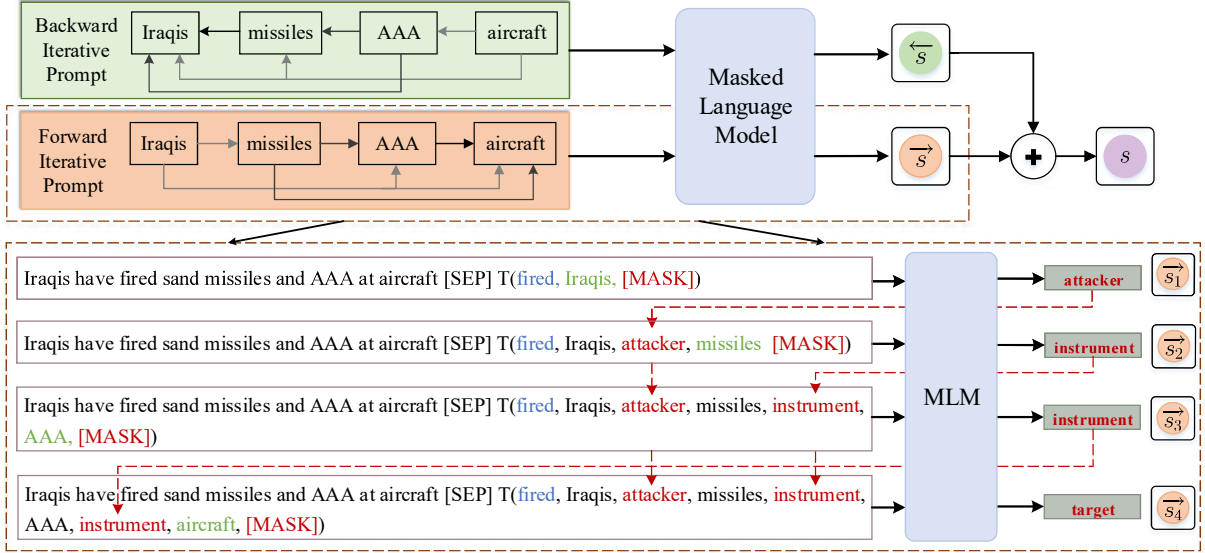 Backward
Iterative
Prompt
Iraqis
missiles
AAA
aircraft
Forward
Iterative
Prompt
Iraqis
missiles
AAA
aircraft
Masked
Language
Model
s
s
s
Iraqis have fired sand missiles and AAA at aircraft [SEP] T(fired, Iraqis, [MASK])
attacker
s1
Iraqis have fired sand missiles and AAA at aircraft [SEP] T(fired, Iraqis, attacker, missiles [MASK])
instrument
s2
Iraqis have fired sand missiles and AAA at aircraft [SEP] T(fired, Iraqis, attacker, missiles, instrument,
AAA, [MASK])
instrument
s3
Iraqis have fired sand missiles and AAA at aircraft [SEP] T(fired, Iraqis, attacker, missiles, instrument,
AAA, instrument, aircraft, [MASK])
target
s4
MLM